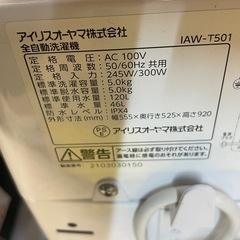 アイリスオーヤマ株式会社
全自動洗濯機 IAW-T501
定格電圧:AC 100V
定格周波数:50/60Hz 共用
定格消費電力:245W/300W
標準洗濯容量:5.0kg
標準脱水容量:5.0kg
標準使用水量:120L
標準水量:46L
防水形名:IPX4
外形寸法(mm):幅555×奥行き525×高さ920
PSE アイリスオーヤマ株式会社
警告
2103030150